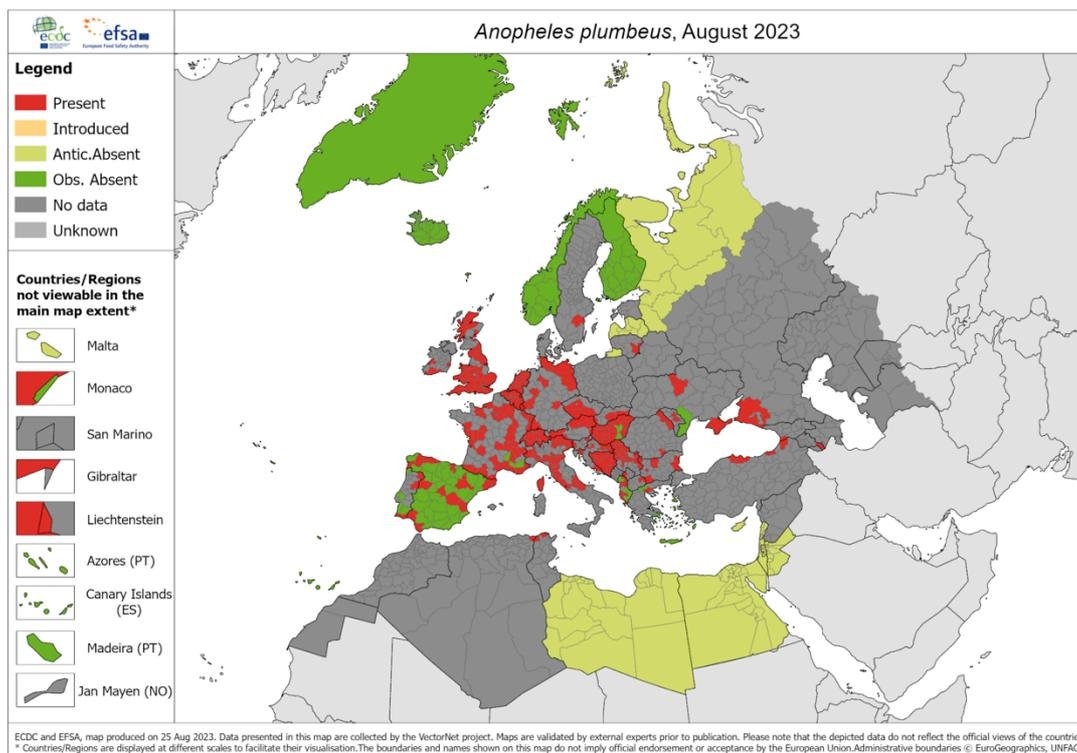 ecdc
efsa
European Food Safety Authority
Anopheles plumbeus, August 2023
Legend
Present
Introduced
Antic.Absent
Obs. Absent
No data
Unknown
Countries/Regions
not viewable in the
main map extent*
Malta
Monaco
San Marino
Gibraltar
Liechtenstein
Azores (PT)
Canary Islands
(ES)
Madeira (PT)
Jan Mayen (NO)
ECDC and EFSA, map produced on 25 Aug 2023. Data presented in this map are collected by the VectorNet project. Maps are validated by external experts prior to publication. Please note that the depicted data do not reflect the official views of the countrie
* Countries/Regions are displayed at different scales to facilitate their visualisation.The boundaries and names shown on this map do not imply official endorsement or acceptance by the European Union.Administrative boundaries © EuroGeographics, UNFA